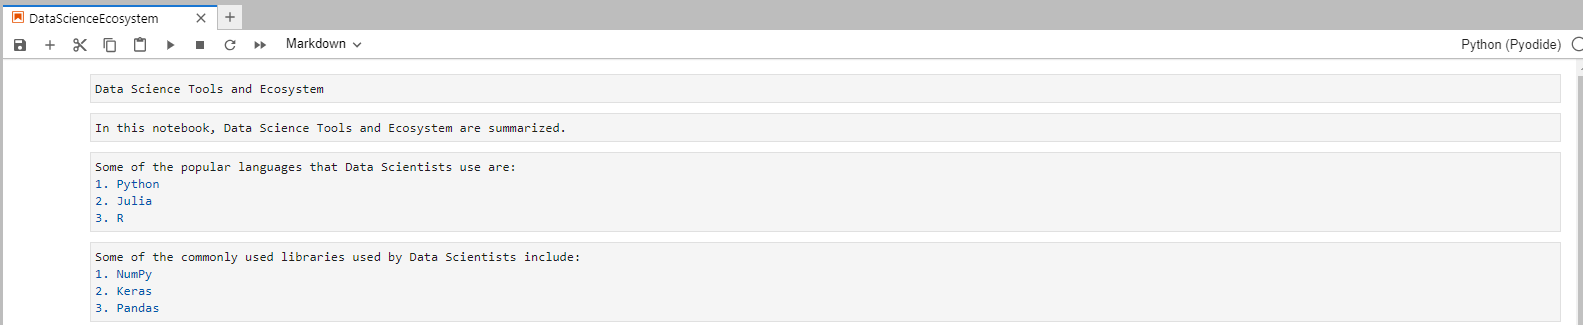 DataScienceEcosystem
Markdown
Python (Pyodide)
Data Science Tools and Ecosystem
In this notebook, Data Science Tools and Ecosystem are summarized.
Some of the popular languages that Data Scientists use are:
1. Python
2. Julia
3. R
Some of the commonly used libraries used by Data Scientists include:
1. NumPy
2. Keras
3. Pandas